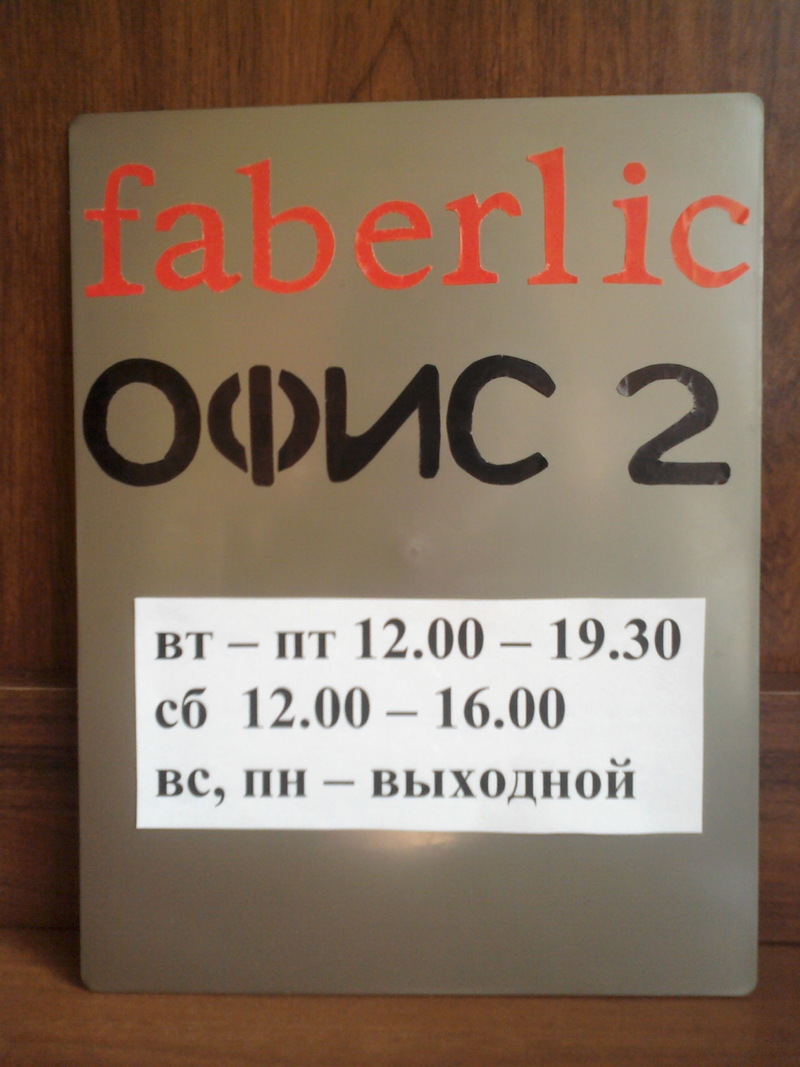 faberlic
ОФИС 2
вт – пт 12.00 – 19.30
сб 12.00 – 16.00
вс, пн – выходной